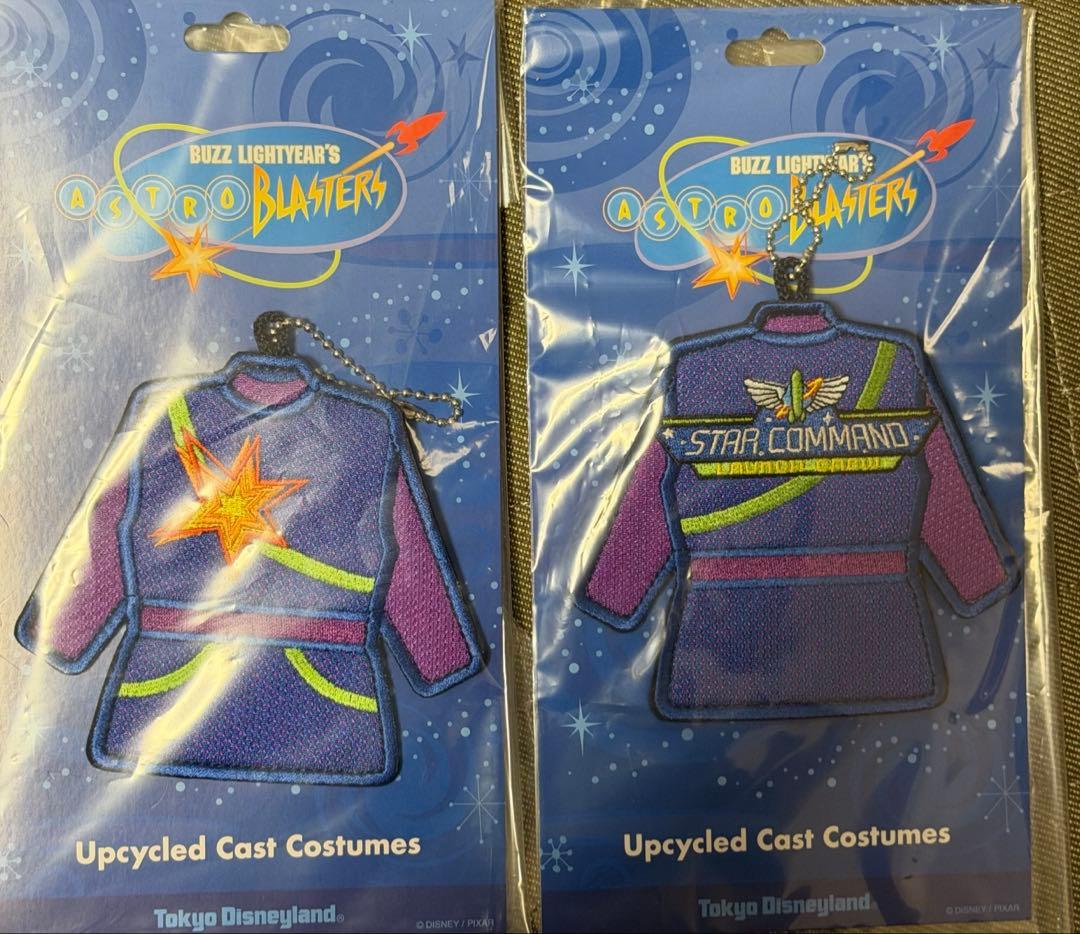 BUZZ LIGHTYEAR'S
ASTRO BLASTERS
Upcycled Cast Costumes
Tokyo Disneyland®
© DISNEY / PIXAR
BUZZ LIGHTYEAR'S
ASTRO BLASTERS
STAR COMMAND
Upcycled Cast Costumes
Tokyo Disneyland
© DISNEY / PIXAR